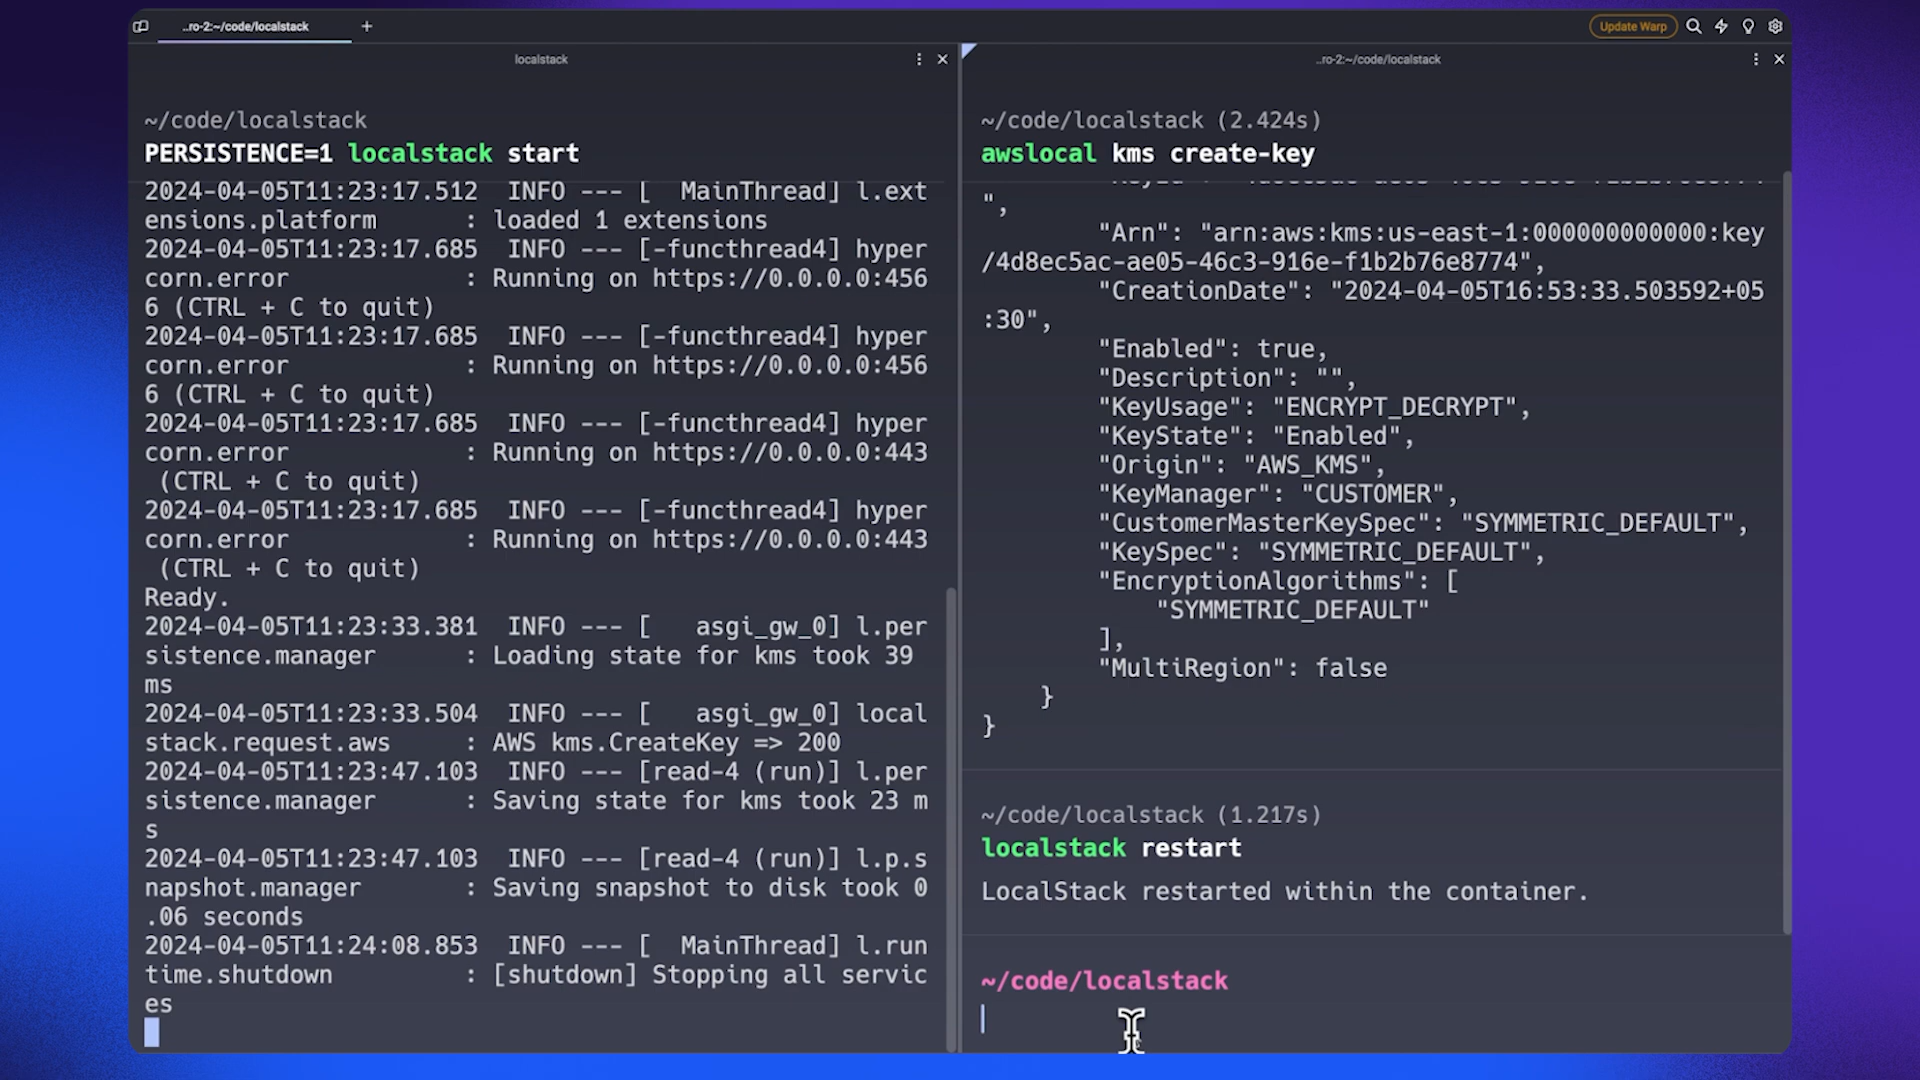 ..ro-2:~/code/localstack
Update Warp
localstack
~/code/localstack
PERSISTENCE=1 localstack start
2024-04-05T11:23:17.512  INFO --- [  MainThread] l.ext
ensions.platform      : loaded 1 extensions
2024-04-05T11:23:17.685  INFO --- [-functhread4] hyper
corn.error            : Running on https://0.0.0.0:456
6 (CTRL + C to quit)
2024-04-05T11:23:17.685  INFO --- [-functhread4] hyper
corn.error            : Running on https://0.0.0.0:456
6 (CTRL + C to quit)
2024-04-05T11:23:17.685  INFO --- [-functhread4] hyper
corn.error            : Running on https://0.0.0.0:443
 (CTRL + C to quit)
2024-04-05T11:23:17.685  INFO --- [-functhread4] hyper
corn.error            : Running on https://0.0.0.0:443
 (CTRL + C to quit)
Ready.
2024-04-05T11:23:33.381  INFO --- [   asgi_gw_0] l.per
sistence.manager      : Loading state for kms took 39
ms
2024-04-05T11:23:33.504  INFO --- [   asgi_gw_0] local
stack.request.aws     : AWS kms.CreateKey => 200
2024-04-05T11:23:47.103  INFO --- [read-4 (run)] l.per
sistence.manager      : Saving state for kms took 23 m
s
2024-04-05T11:23:47.103  INFO --- [read-4 (run)] l.p.s
napshot.manager       : Saving snapshot to disk took 0
.06 seconds
2024-04-05T11:24:08.853  INFO --- [  MainThread] l.run
time.shutdown         : [shutdown] Stopping all servic
es
..ro-2:~/code/localstack
~/code/localstack (2.424s)
awslocal kms create-key
",
"Arn": "arn:aws:kms:us-east-1:000000000000:key
/4d8ec5ac-ae05-46c3-916e-f1b2b76e8774",
"CreationDate": "2024-04-05T16:53:33.503592+05
:30",
"Enabled": true,
"Description": "",
"KeyUsage": "ENCRYPT_DECRYPT",
"KeyState": "Enabled",
"Origin": "AWS_KMS",
"KeyManager": "CUSTOMER",
"CustomerMasterKeySpec": "SYMMETRIC_DEFAULT",
"KeySpec": "SYMMETRIC_DEFAULT",
"EncryptionAlgorithms": [
"SYMMETRIC_DEFAULT"
],
"MultiRegion": false
}
}
~/code/localstack (1.217s)
localstack restart
LocalStack restarted within the container.
~/code/localstack